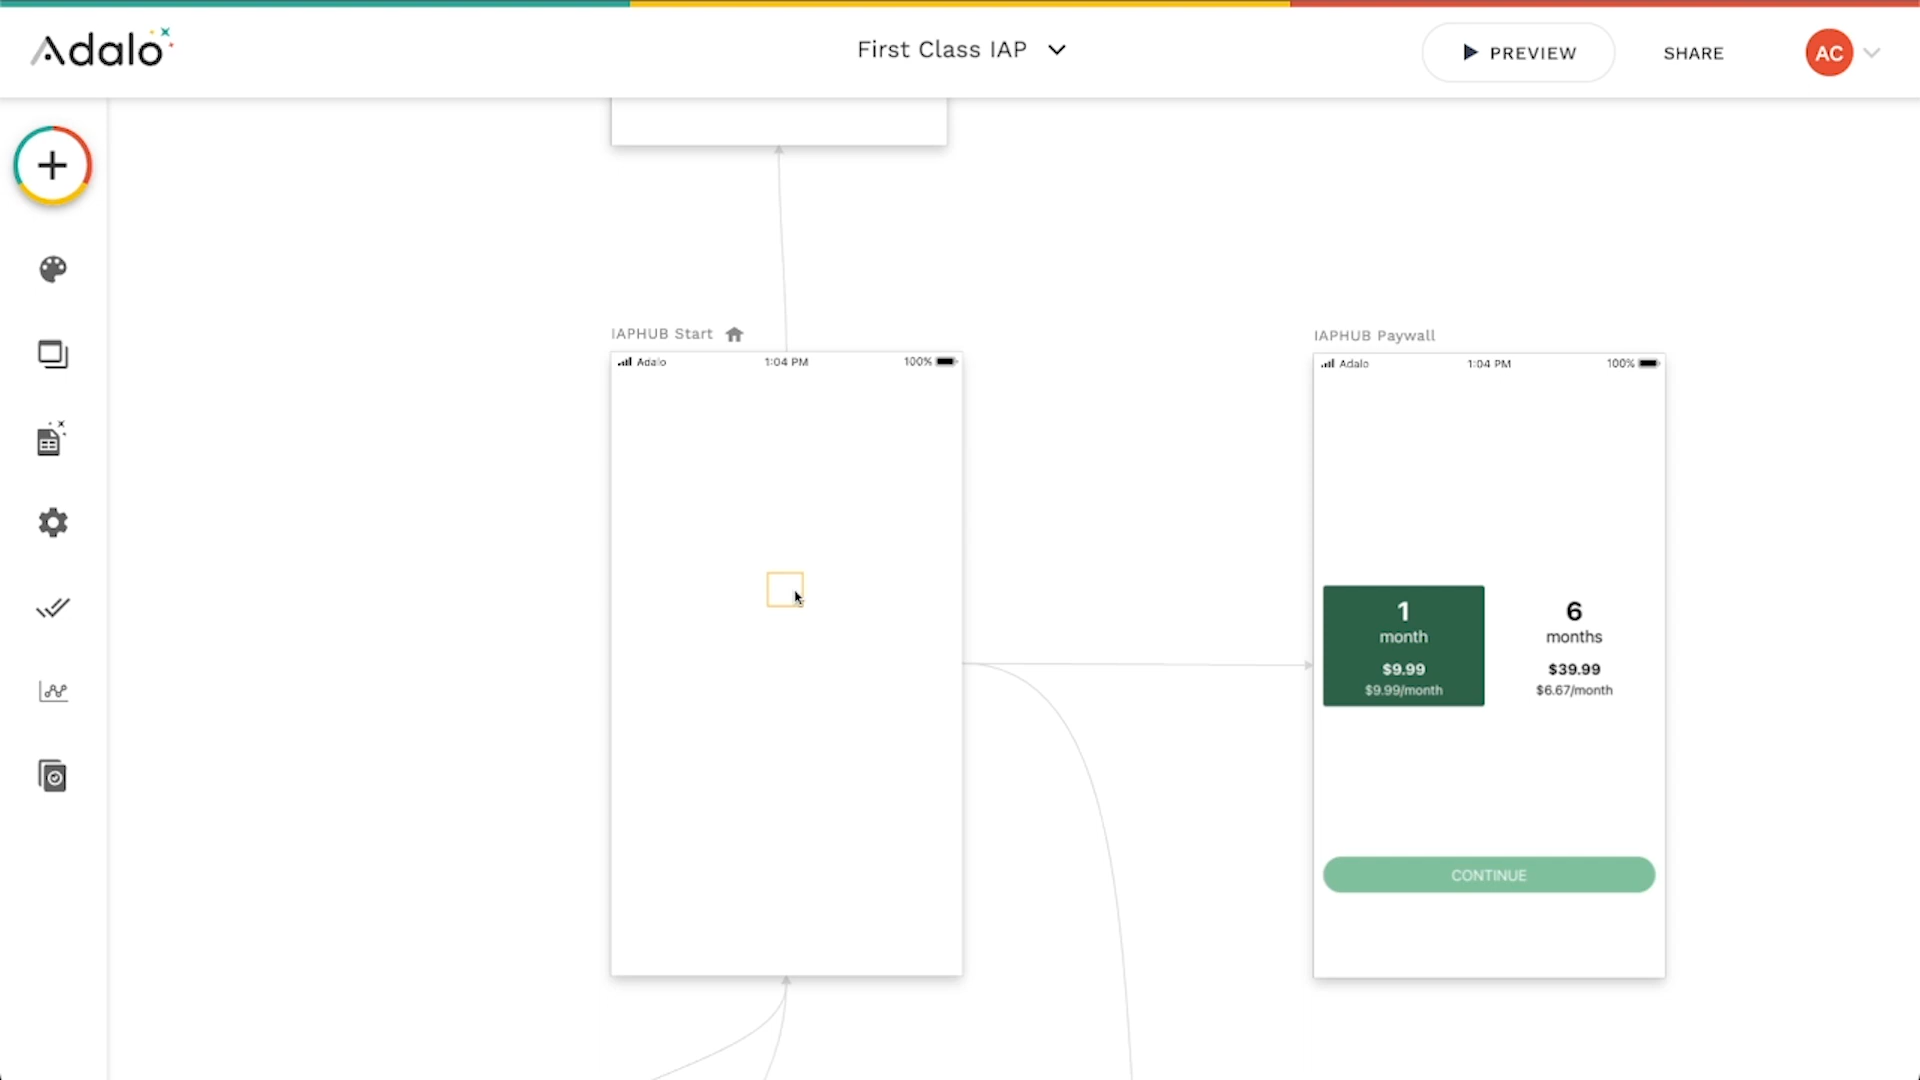 Adalo
First Class IAP
PREVIEW
SHARE
AC
IAPHUB Start
Adalo
1:04 PM
100%
IAPHUB Paywall
Adalo
1:04 PM
100%
1
month
$9.99
$9.99/month
6
months
$39.99
$6.67/month
CONTINUE